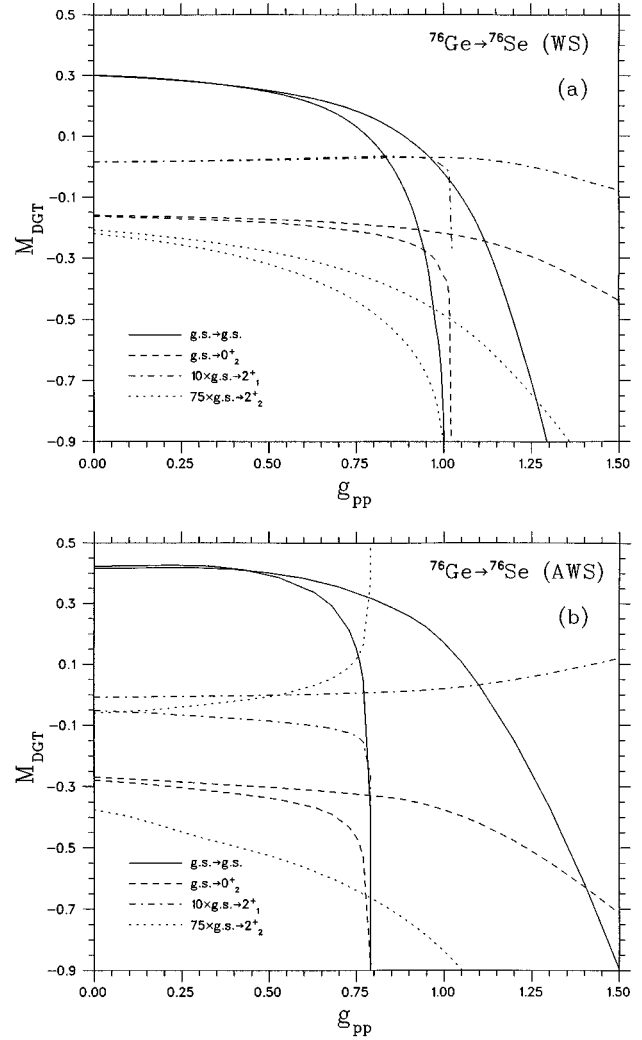 ⁷⁶Ge→⁷⁶Se (WS)
(a)
0.5
0.3
0.1
-0.1
-0.3
-0.5
-0.7
-0.9
M_DGT
g.s.→g.s.
g.s.→0⁺₂
10×g.s.→2⁺₁
75×g.s.→2⁺₂
0.00 0.25 0.50 0.75 1.00 1.25 1.50
g_pp
⁷⁶Ge→⁷⁶Se (AWS)
(b)
0.5
0.3
0.1
-0.1
-0.3
-0.5
-0.7
-0.9
M_DGT
g.s.→g.s.
g.s.→0⁺₂
10×g.s.→2⁺₁
75×g.s.→2⁺₂
0.00 0.25 0.50 0.75 1.00 1.25 1.50
g_pp